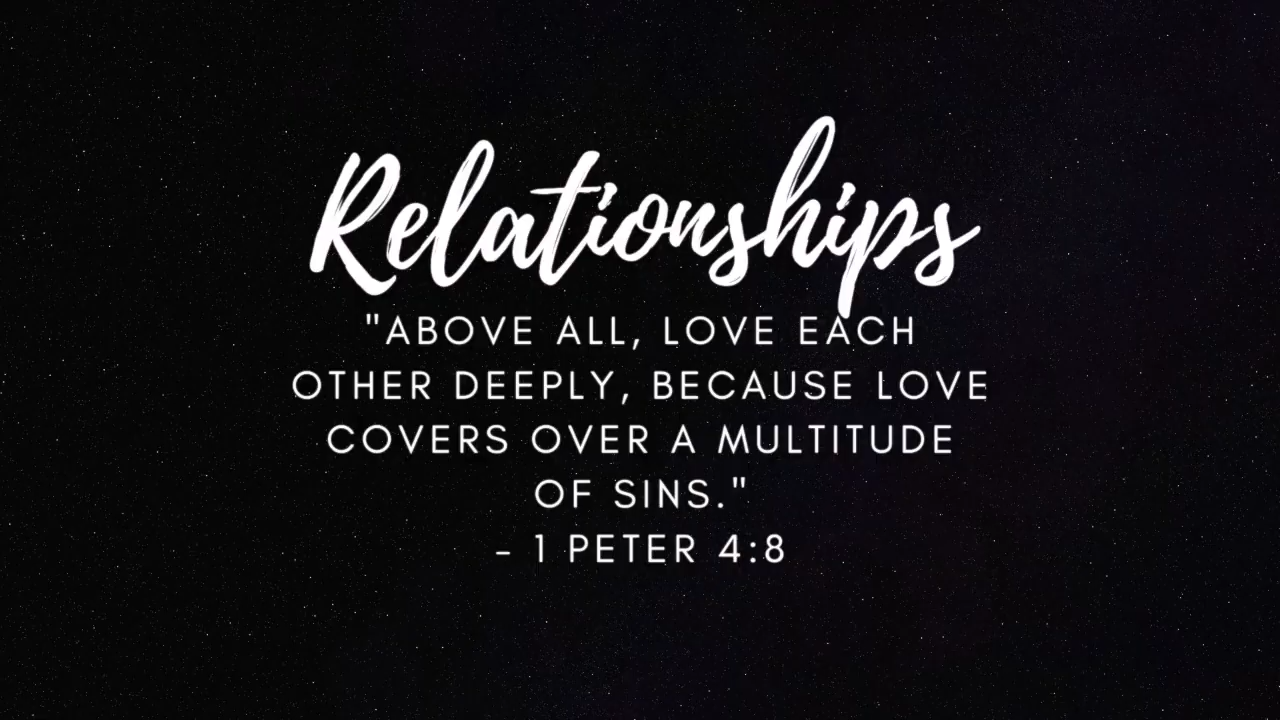 Relationships
"ABOVE ALL, LOVE EACH
OTHER DEEPLY, BECAUSE LOVE
COVERS OVER A MULTITUDE
OF SINS."
- 1 PETER 4:8